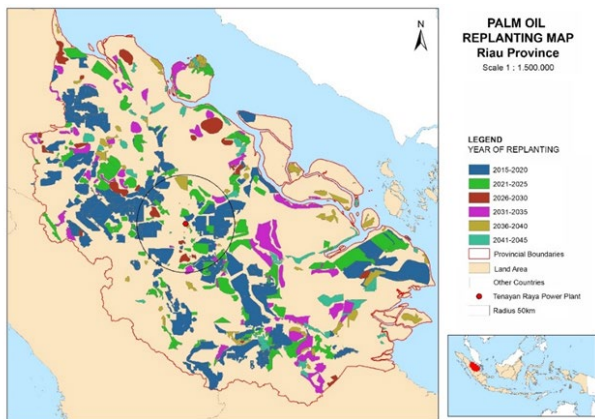 N
PALM OIL
REPLANTING MAP
Riau Province
Scale 1 : 1.500.000
LEGEND
YEAR OF REPLANTING
2015-2020
2021-2025
2026-2030
2031-2035
2036-2040
2041-2045
Provincial Boundaries
Land Area
Other Countries
Tenayan Raya Power Plant
Radius 50km